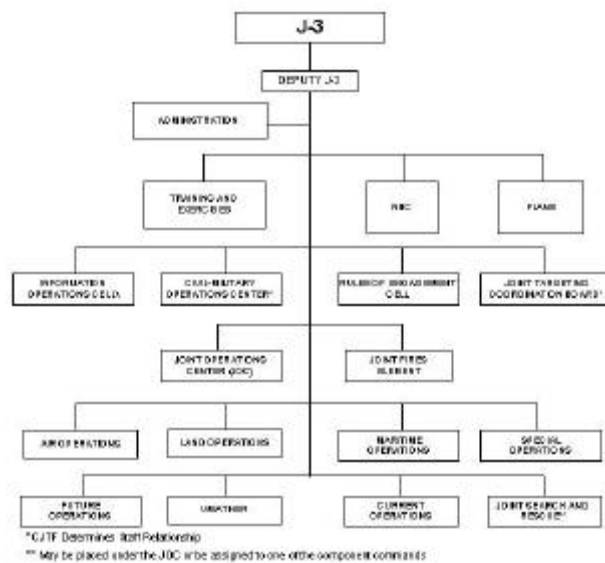 J-3
DEPUTY J-3
ADMINISTRATION
TRAINING AND
EXERCISES
NBC
PLANS
INFORMATION
OPERATIONS CELL*
CIVIL-MILITARY
OPERATIONS CENTER*
RULES OF ENGAGEMENT
CELL
JOINT TARGETING
COORDINATION BOARD*
JOINT OPERATIONS
CENTER (JOC)
JOINT FIRES
ELEMENT
AIR OPERATIONS
LAND OPERATIONS
MARITIME
OPERATIONS
SPECIAL
OPERATIONS
FUTURE
OPERATIONS
WEATHER
CURRENT
OPERATIONS
JOINT SEARCH AND
RESCUE**
*CJTF Determines Staff Relationship
** May be placed under the JOC or be assigned to one of the component commands